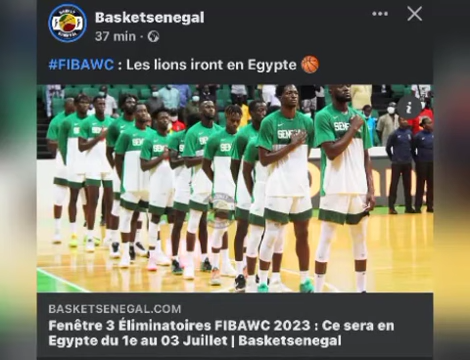 Basketsenegal
37 min ·
#FIBAWC : Les lions iront en Egypte 🏀
SENEGAL
BASKETSENEGAL.COM
Fenêtre 3 Éliminatoires FIBAWC 2023 : Ce sera en
Egypte du 1e au 03 Juillet | Basketsenegal